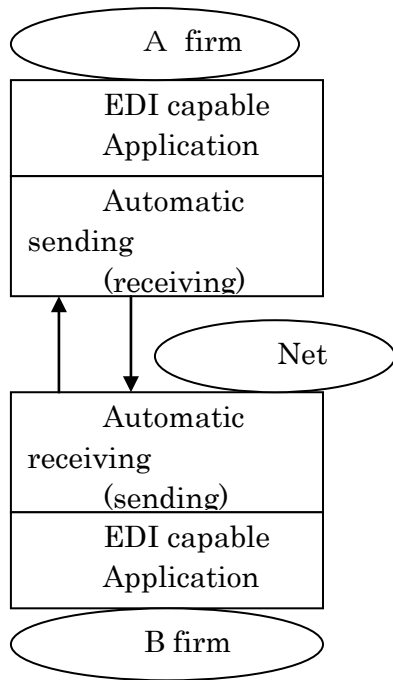 A firm
EDI capable
Application
Automatic
sending
(receiving)
Net
Automatic
receiving
(sending)
EDI capable
Application
B firm